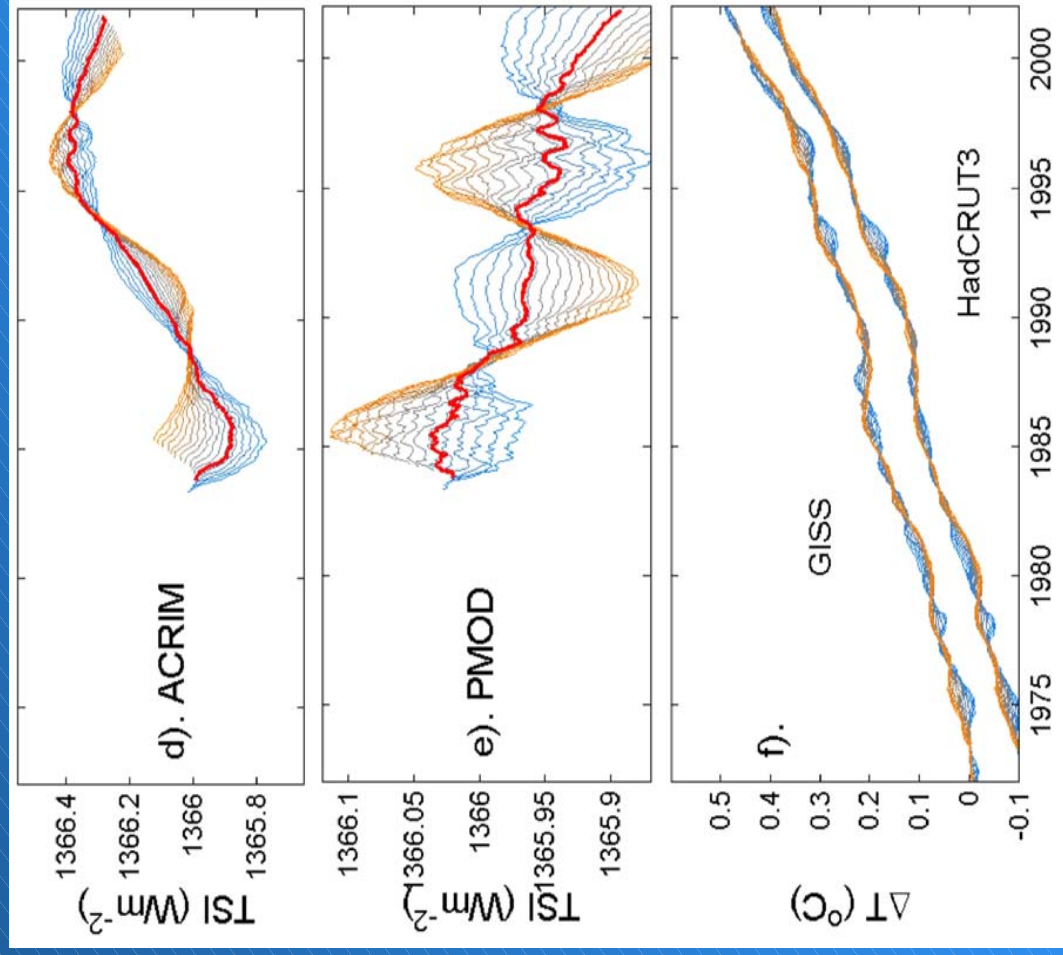 d). ACRIM
TSI (Wm-2)
1366.4
1366.2
1366
1365.8
e). PMOD
TSI (Wm-2)
1366.1
1366.05
1366
1365.95
1365.9
f).
GISS
HadCRUT3
ΔT (oC)
0.5
0.4
0.3
0.2
0.1
0
-0.1
1975 1980 1985 1990 1995 2000